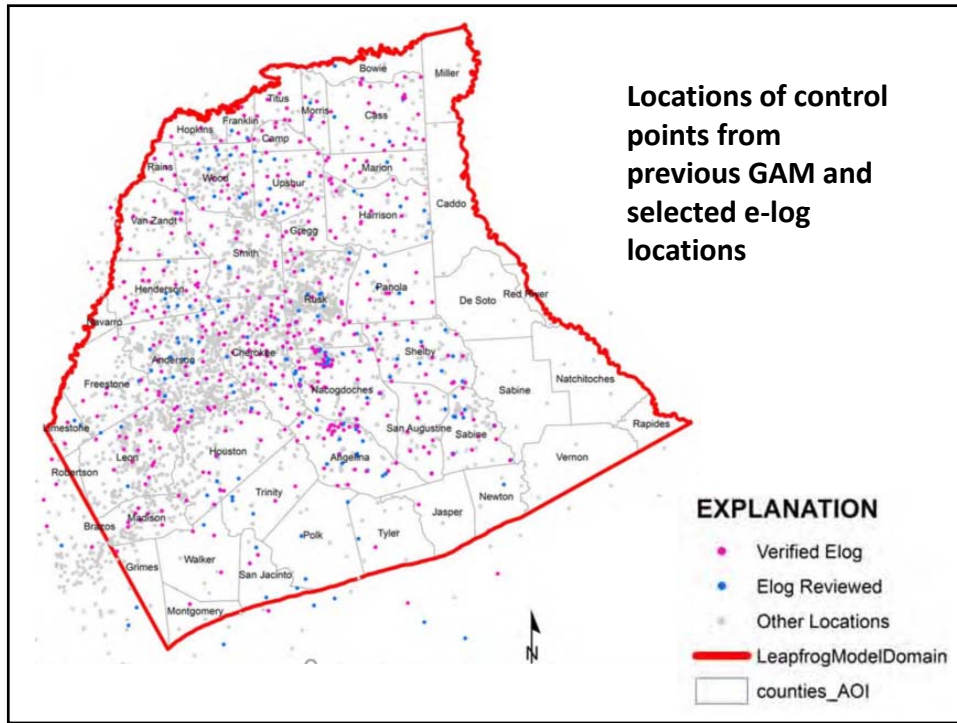 Locations of control
points from
previous GAM and
selected e-log
locations
Bowie
Miller
Titus
Morris
Cass
Franklin
Hopkins
Camp
Rains
Wood
Upshur
Marion
Harrison
Caddo
Van Zandt
Gregg
Smith
Henderson
Rusk
Panola
De Soto
Red River
Navarro
Anderson
Cherokee
Shelby
Freestone
Nacogdoches
Sabine
Natchitoches
Limestone
San Augustine
Sabine
Rapides
Leon
Houston
Angelina
Vernon
Robertson
Trinity
Newton
Madison
Jasper
Brazos
Polk
Tyler
Grimes
Walker
San Jacinto
Montgomery
N
EXPLANATION
Verified Elog
Elog Reviewed
Other Locations
LeapfrogModelDomain
counties_AOI